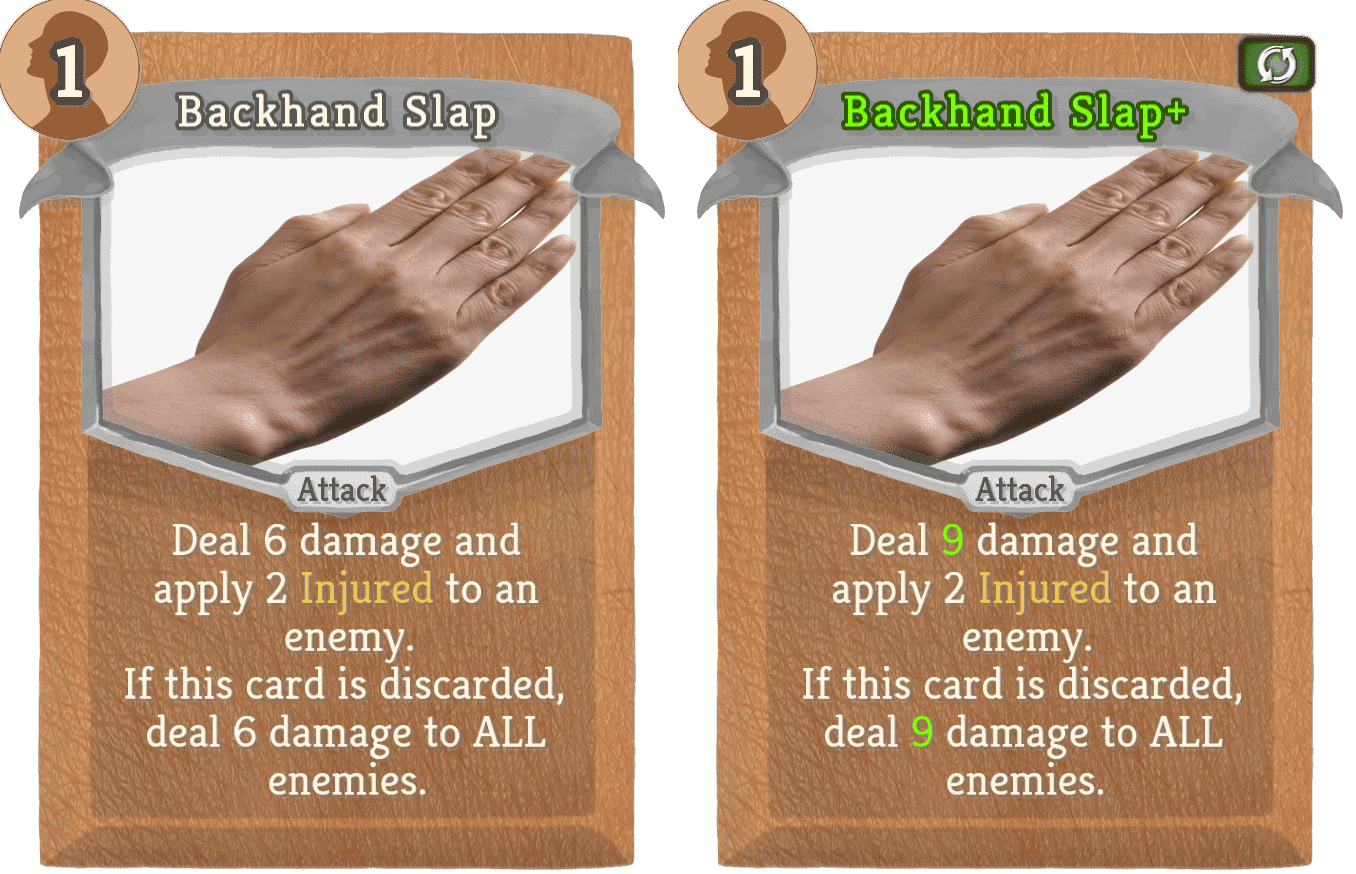 1
Backhand Slap
Attack
Deal 6 damage and
apply 2 Injured to an
enemy.
If this card is discarded,
deal 6 damage to ALL
enemies.
1
Backhand Slap+
Attack
Deal 9 damage and
apply 2 Injured to an
enemy.
If this card is discarded,
deal 9 damage to ALL
enemies.